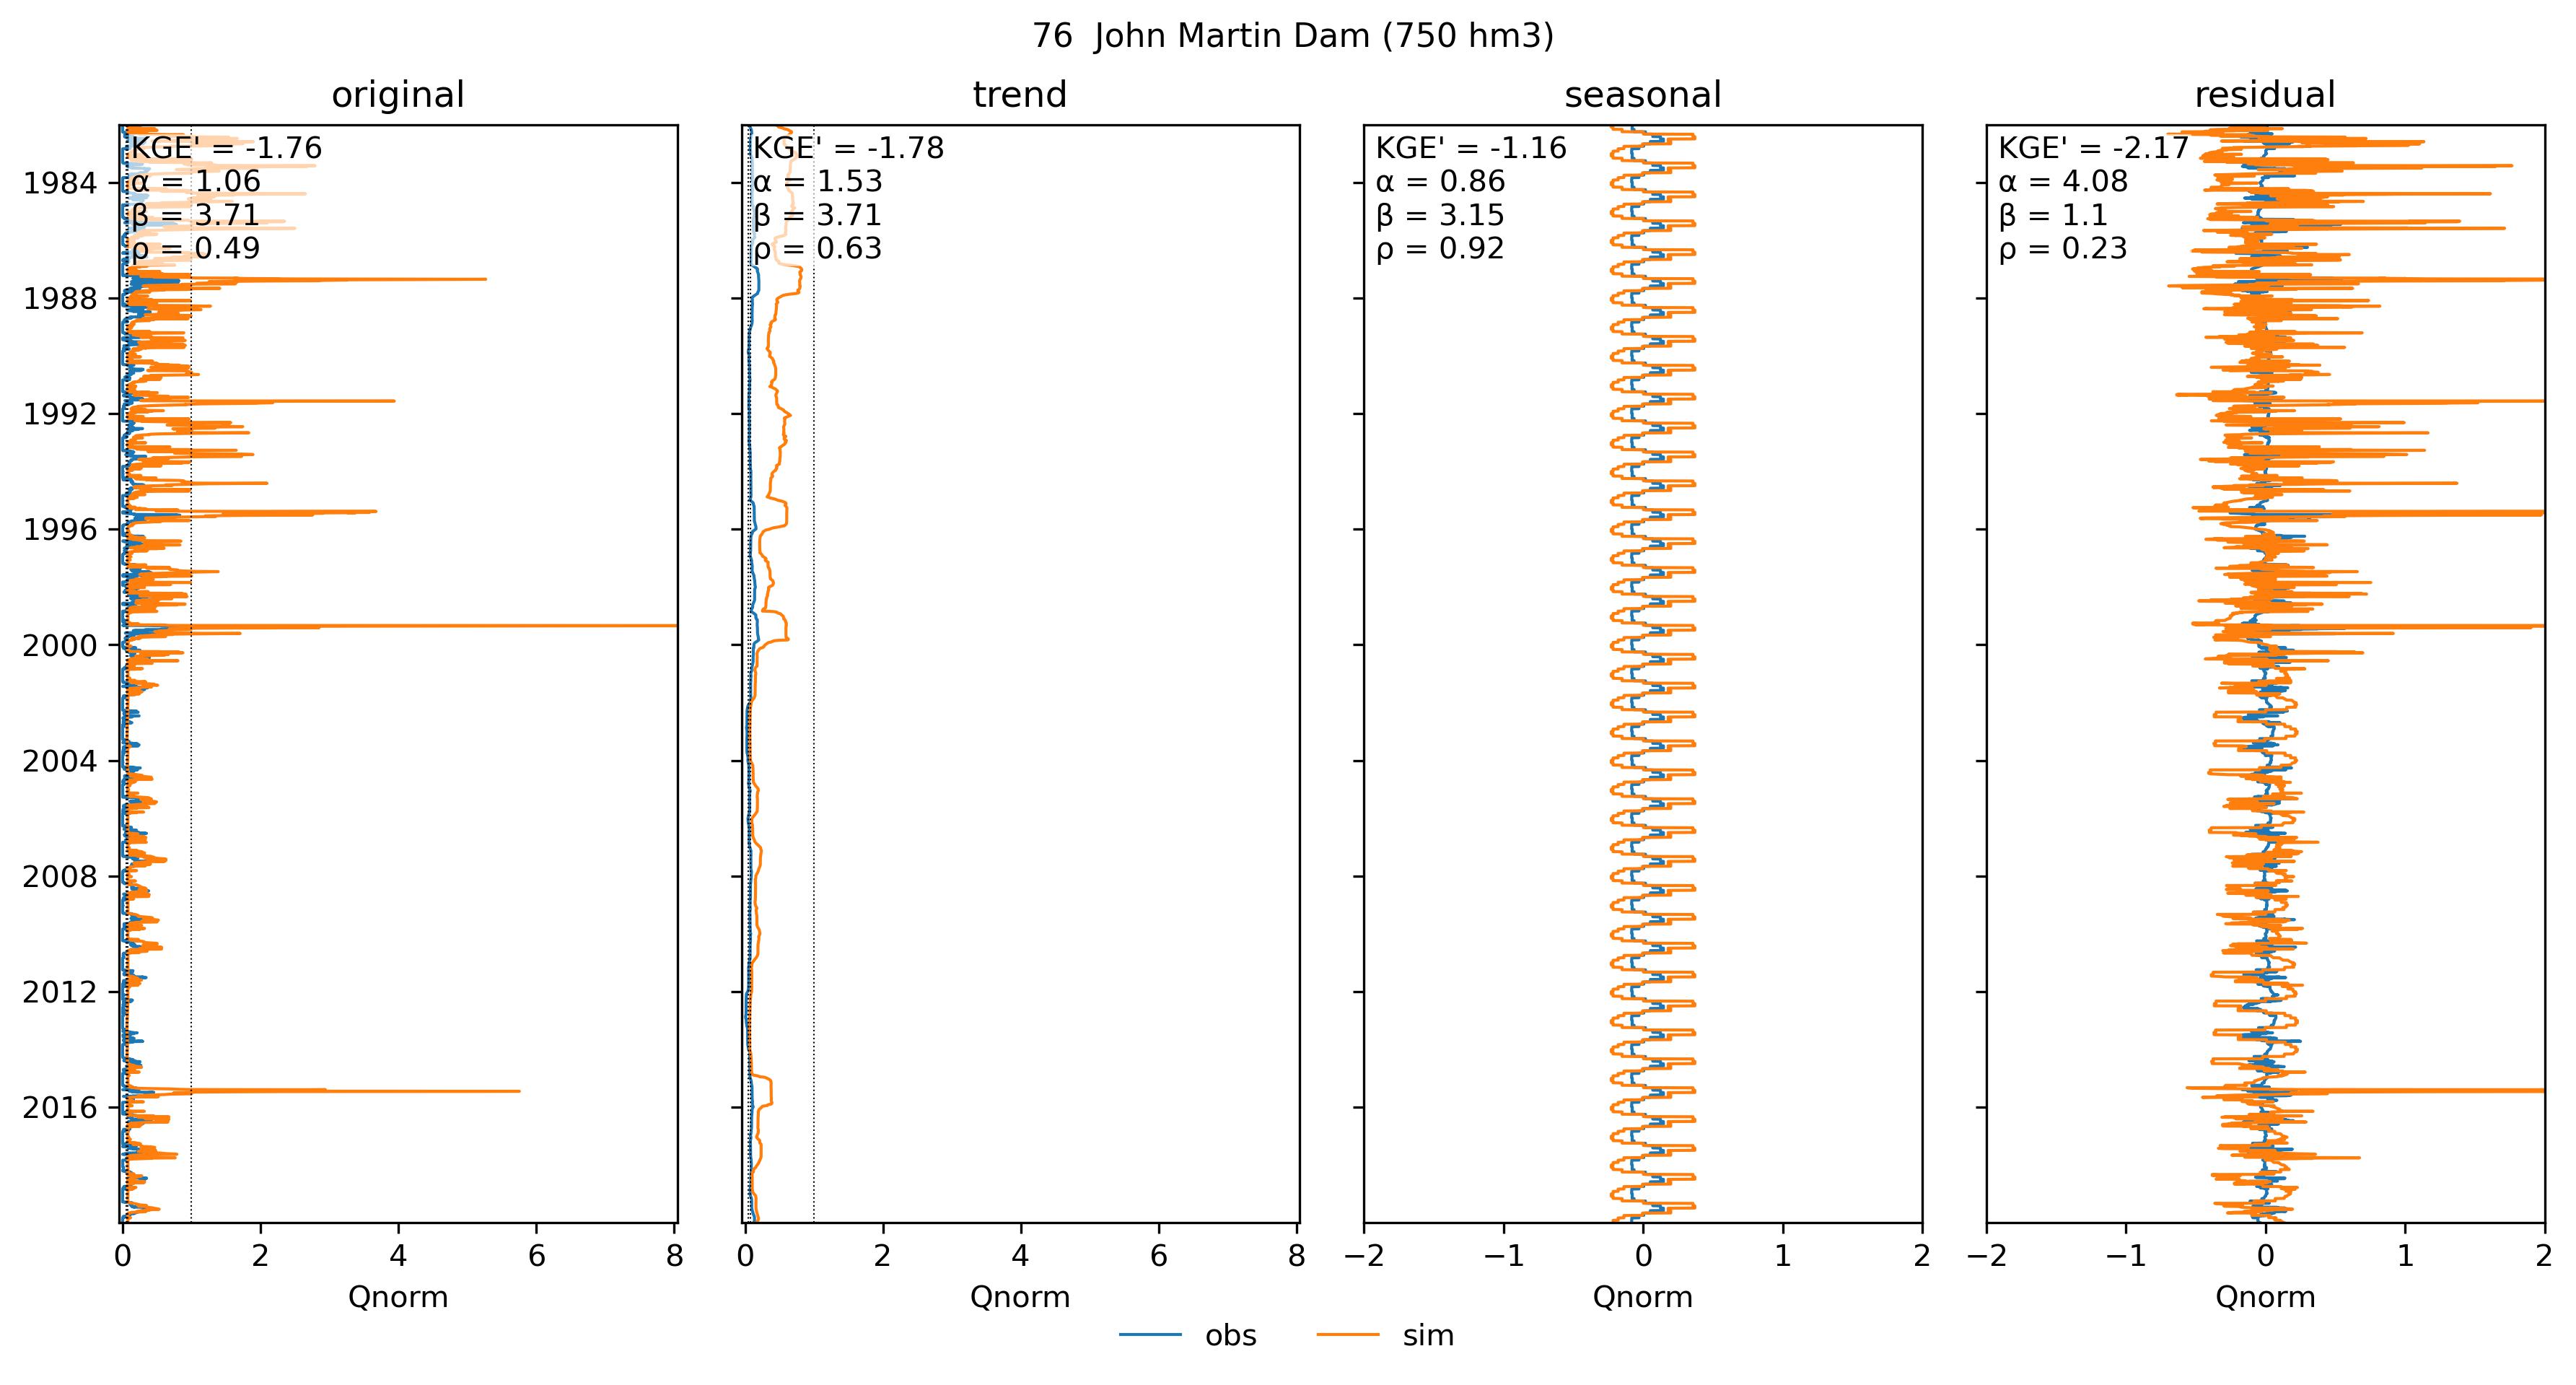 76  John Martin Dam (750 hm3)
original
trend
seasonal
residual
KGE' = -1.76
α = 1.06
β = 3.71
ρ = 0.49
KGE' = -1.78
α = 1.53
β = 3.71
ρ = 0.63
KGE' = -1.16
α = 0.86
β = 3.15
ρ = 0.92
KGE' = -2.17
α = 4.08
β = 1.1
ρ = 0.23
1984
1988
1992
1996
2000
2004
2008
2012
2016
0 2 4 6 8
0 2 4 6 8
−2 −1 0 1 2
−2 −1 0 1 2
Qnorm
Qnorm
Qnorm
Qnorm
obs
sim